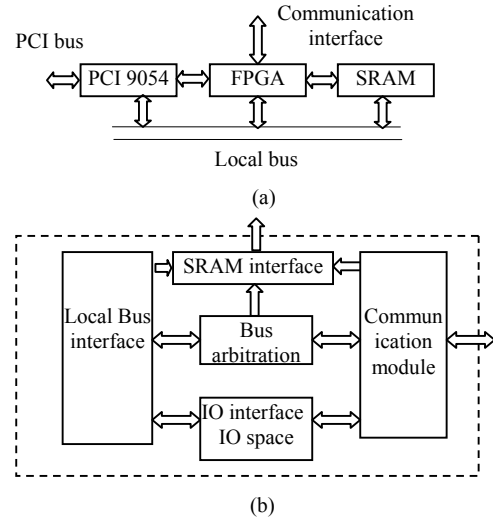 Communication
interface
PCI bus
PCI 9054
FPGA
SRAM
Local bus
(a)
SRAM interface
Local Bus
interface
Bus
arbitration
Commun
ication
module
IO interface
IO space
(b)